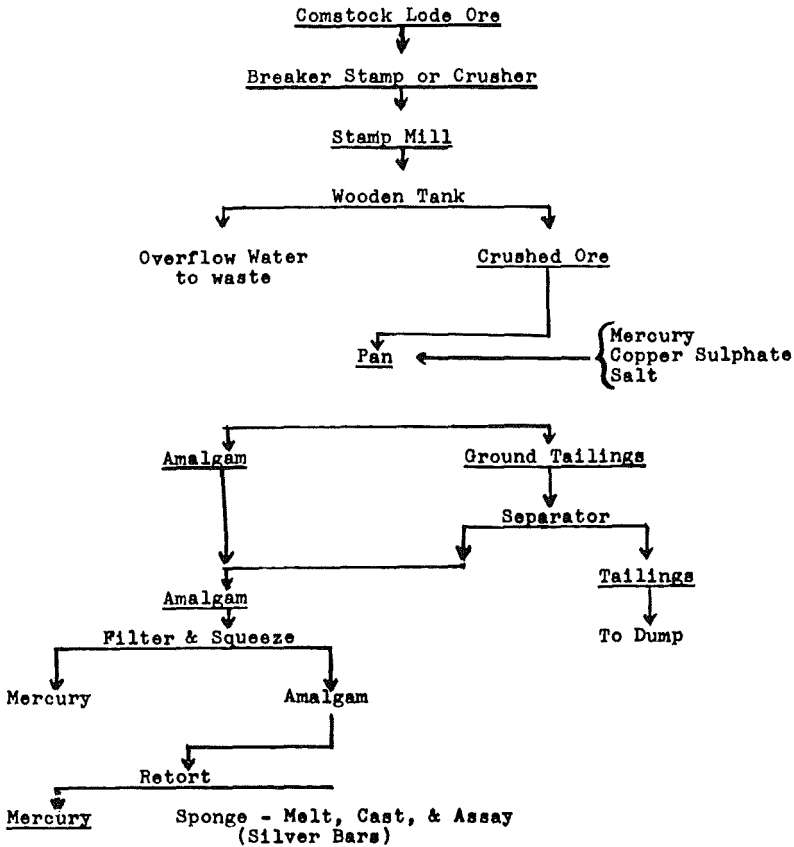 Comstock Lode Ore
Breaker Stamp or Crusher
Stamp Mill
Wooden Tank
Overflow Water
to waste
Crushed Ore
Mercury
Pan
Copper Sulphate
Salt
Amalgam
Ground Tailings
Separator
Tailings
Amalgam
Filter & Squeeze
To Dump
Mercury
Amalgam
Retort
Mercury
Sponge - Melt, Cast, & Assay
(Silver Bars)